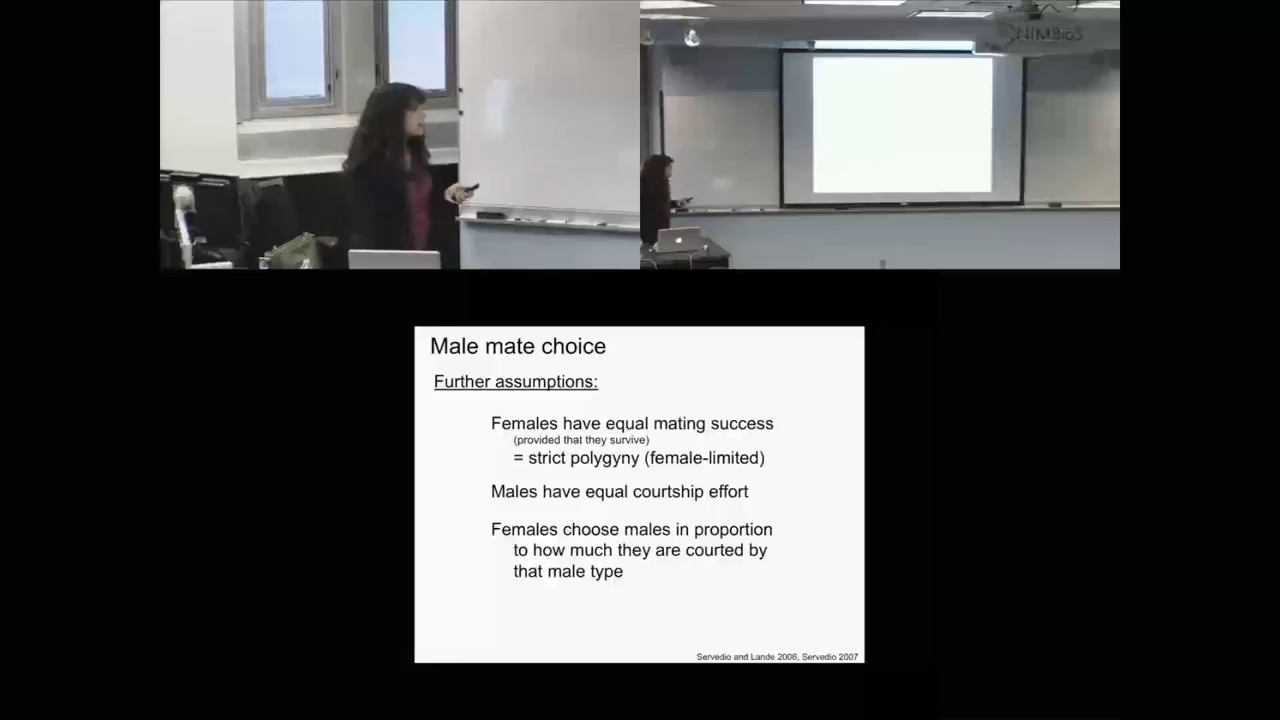 NIMBioS
Male mate choice
Further assumptions:
Females have equal mating success
(provided that they survive)
= strict polygyny (female-limited)
Males have equal courtship effort
Females choose males in proportion
to how much they are courted by
that male type
Servedio and Lande 2006, Servedio 2007